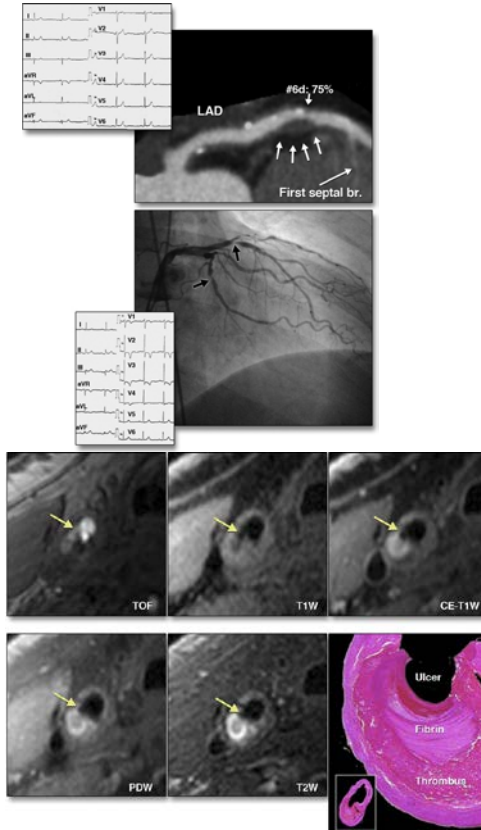 I
V1
II
V2
III
V3
aVR
V4
aVL
V5
aVF
V6
#6d: 75%
LAD
First septal br.
I
V1
II
V2
III
V3
aVR
V4
aVL
V5
aVF
V6
TOF
T1W
CE-T1W
PDW
T2W
Ulcer
Fibrin
Thrombus